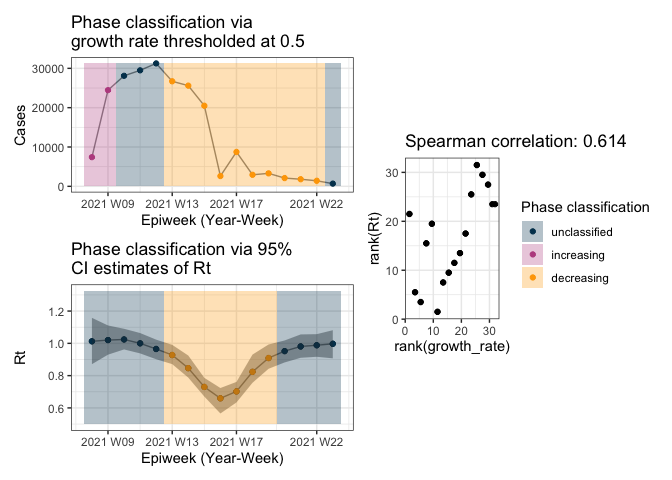 Phase classification via
growth rate thresholded at 0.5
30000
20000
10000
0
Cases
2021 W09 2021 W13 2021 W17 2021 W22
Epiweek (Year-Week)
Phase classification via 95%
CI estimates of Rt
1.2
1.0
0.8
0.6
Rt
2021 W09 2021 W13 2021 W17 2021 W22
Epiweek (Year-Week)
Spearman correlation: 0.614
30
20
10
0
rank(Rt)
0 10 20 30
rank(growth_rate)
Phase classification
unclassified
increasing
decreasing